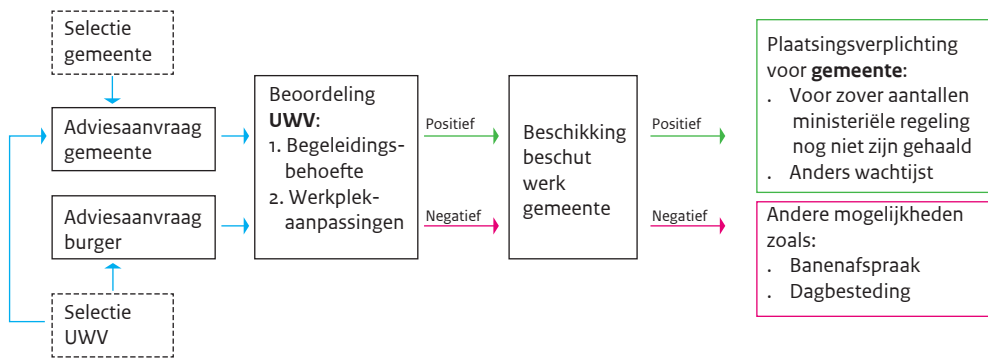 Selectie
gemeente
Adviesaanvraag
gemeente
Adviesaanvraag
burger
Selectie
UWV
Beoordeling
UWV:
1. Begeleidings-
behoefte
2. Werkplek-
aanpassingen
Positief
Negatief
Beschikking
beschut
werk
gemeente
Positief
Negatief
Plaatsingsverplichting
voor gemeente:
. Voor zover aantallen
ministeriële regeling
nog niet zijn gehaald
. Anders wachtijst
Andere mogelijkheden
zoals:
. Banenafspraak
. Dagbesteding